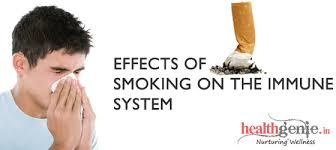 EFFECTS OF
SMOKING ON THE IMMUNE
SYSTEM
healthgenie.in
Nurturing Wellness